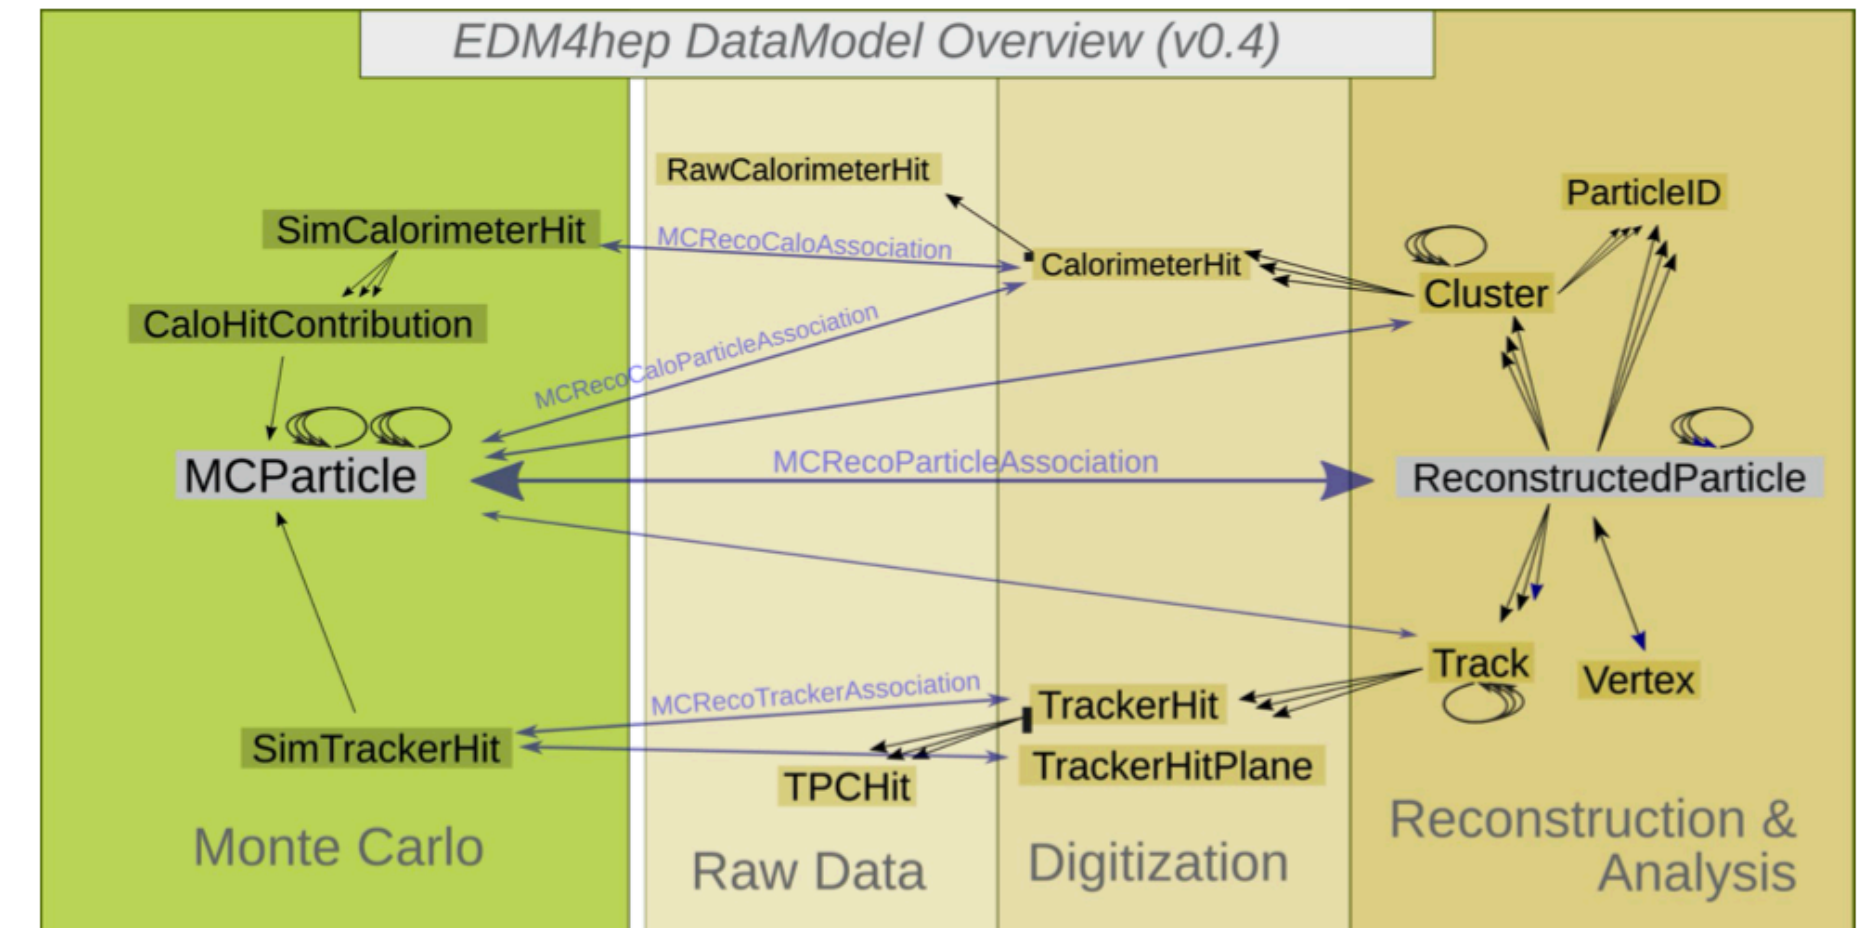 EDM4hep DataModel Overview (v0.4)
RawCalorimeterHit
ParticleID
SimCalorimeterHit
MCRecoCaloAssociation
CalorimeterHit
Cluster
CaloHitContribution
MCRecoCaloParticleAssociation
MCParticle
MCRecoParticleAssociation
ReconstructedParticle
Track
Vertex
MCRecoTrackerAssociation
TrackerHit
SimTrackerHit
TrackerHitPlane
TPCHit
Monte Carlo
Raw Data
Digitization
Reconstruction &
Analysis